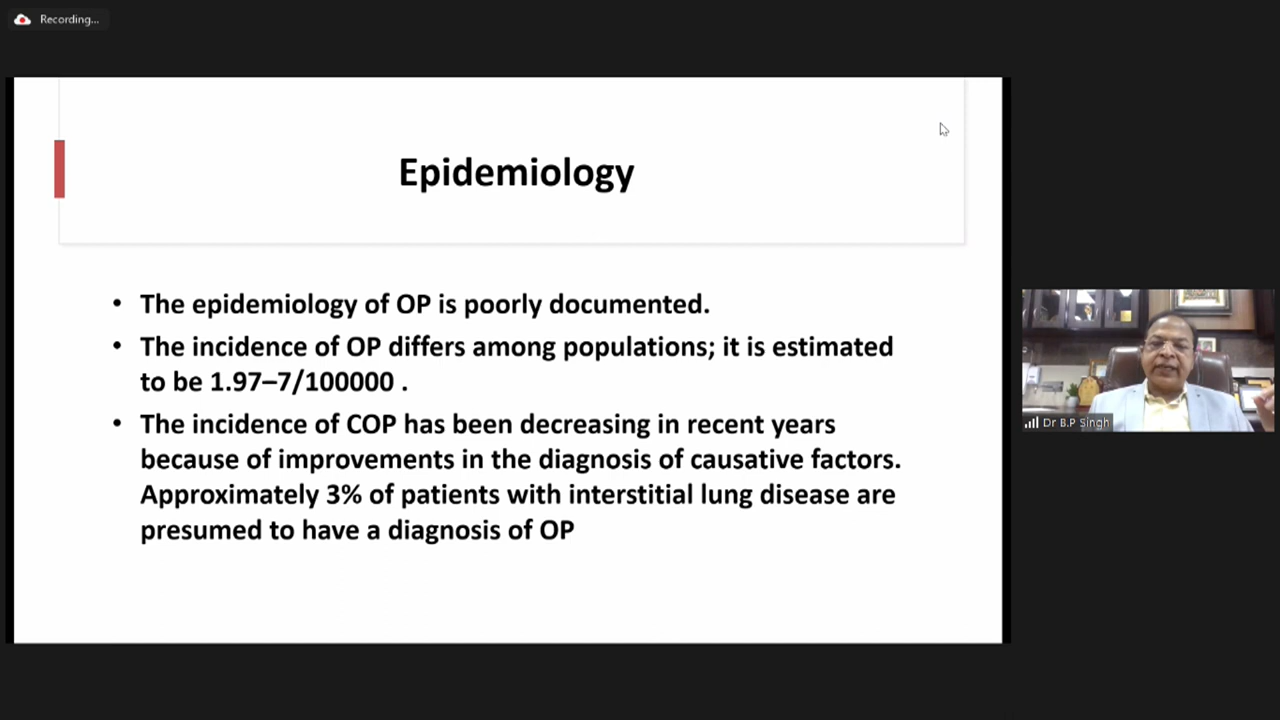 Recording...
Epidemiology
• The epidemiology of OP is poorly documented.
• The incidence of OP differs among populations; it is estimated
to be 1.97–7/100000 .
• The incidence of COP has been decreasing in recent years
because of improvements in the diagnosis of causative factors.
Approximately 3% of patients with interstitial lung disease are
presumed to have a diagnosis of OP
Dr B.P Singh